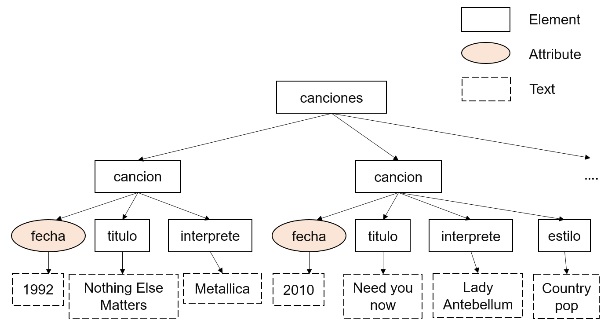 Element
Attribute
Text
canciones
cancion
cancion
....
fecha
titulo
interprete
fecha
titulo
interprete
estilo
1992
Nothing Else
Matters
Metallica
2010
Need you
now
Lady
Antebellum
Country
pop